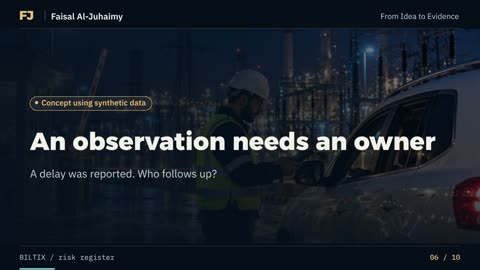 FJ
Faisal Al-Juhaimy
From Idea to Evidence
Concept using synthetic data
An observation needs an owner
A delay was reported. Who follows up?
BILTIX / risk register
06 / 10